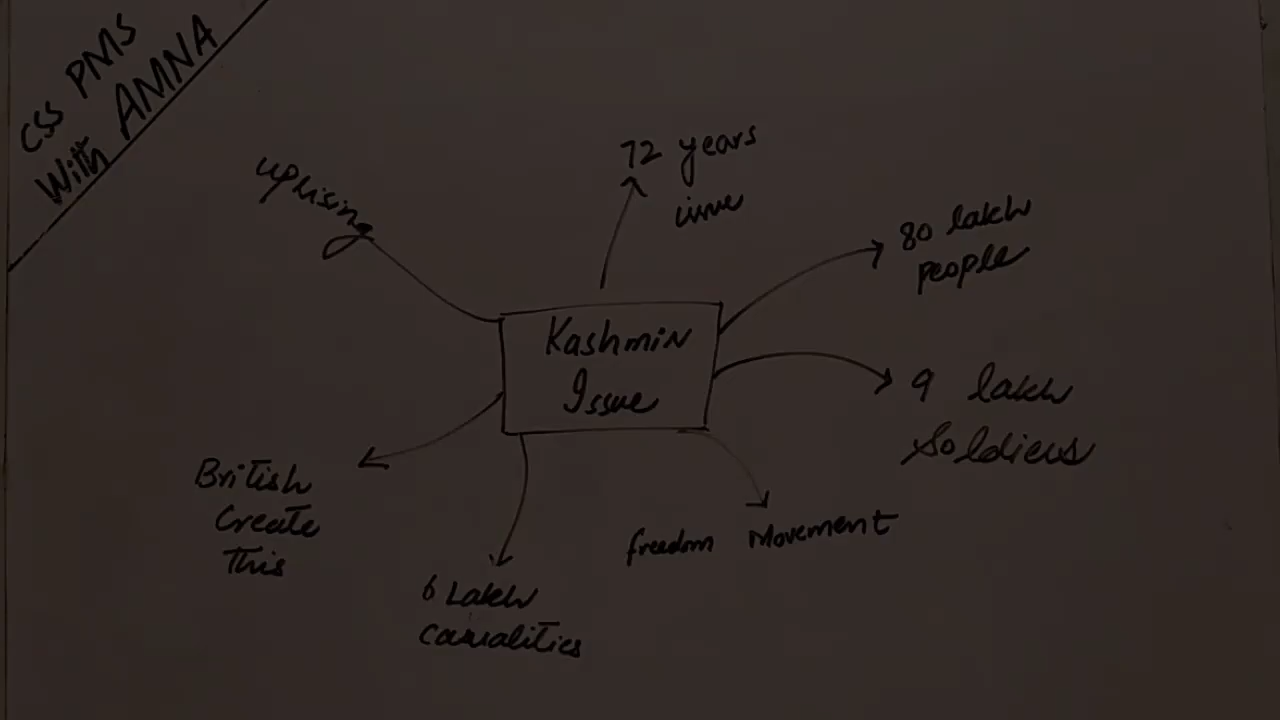 CSS PMS
With AMNA
Uprising
72 years
issue
80 lakh
people
Kashmir
Issue
9 lakh
Soldiers
British
Create
This
freedom Movement
6 Lakh
Casualities